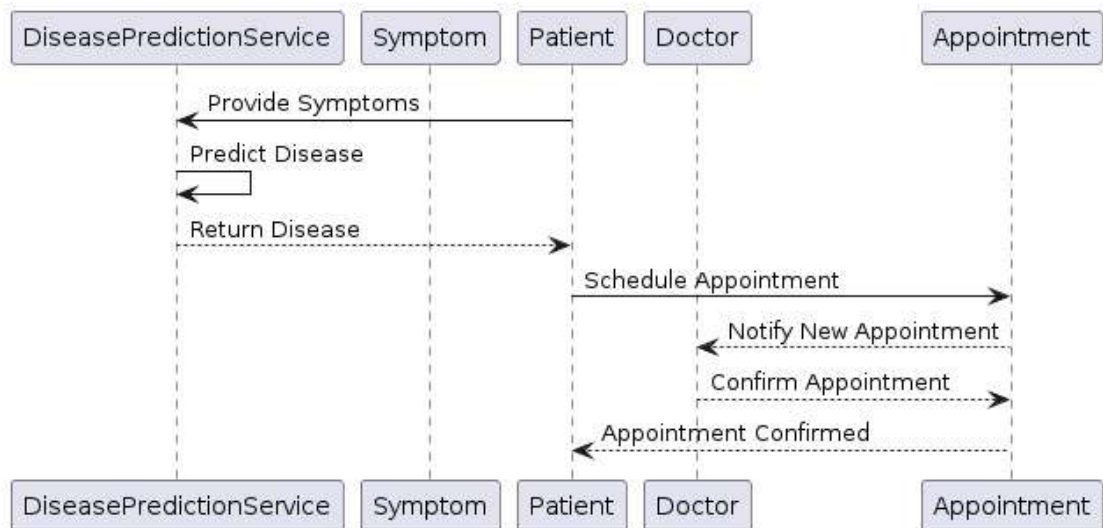 DiseasePredictionService Symptom Patient Doctor Appointment
Provide Symptoms
Predict Disease
Return Disease
Schedule Appointment
Notify New Appointment
Confirm Appointment
Appointment Confirmed
DiseasePredictionService Symptom Patient Doctor Appointment